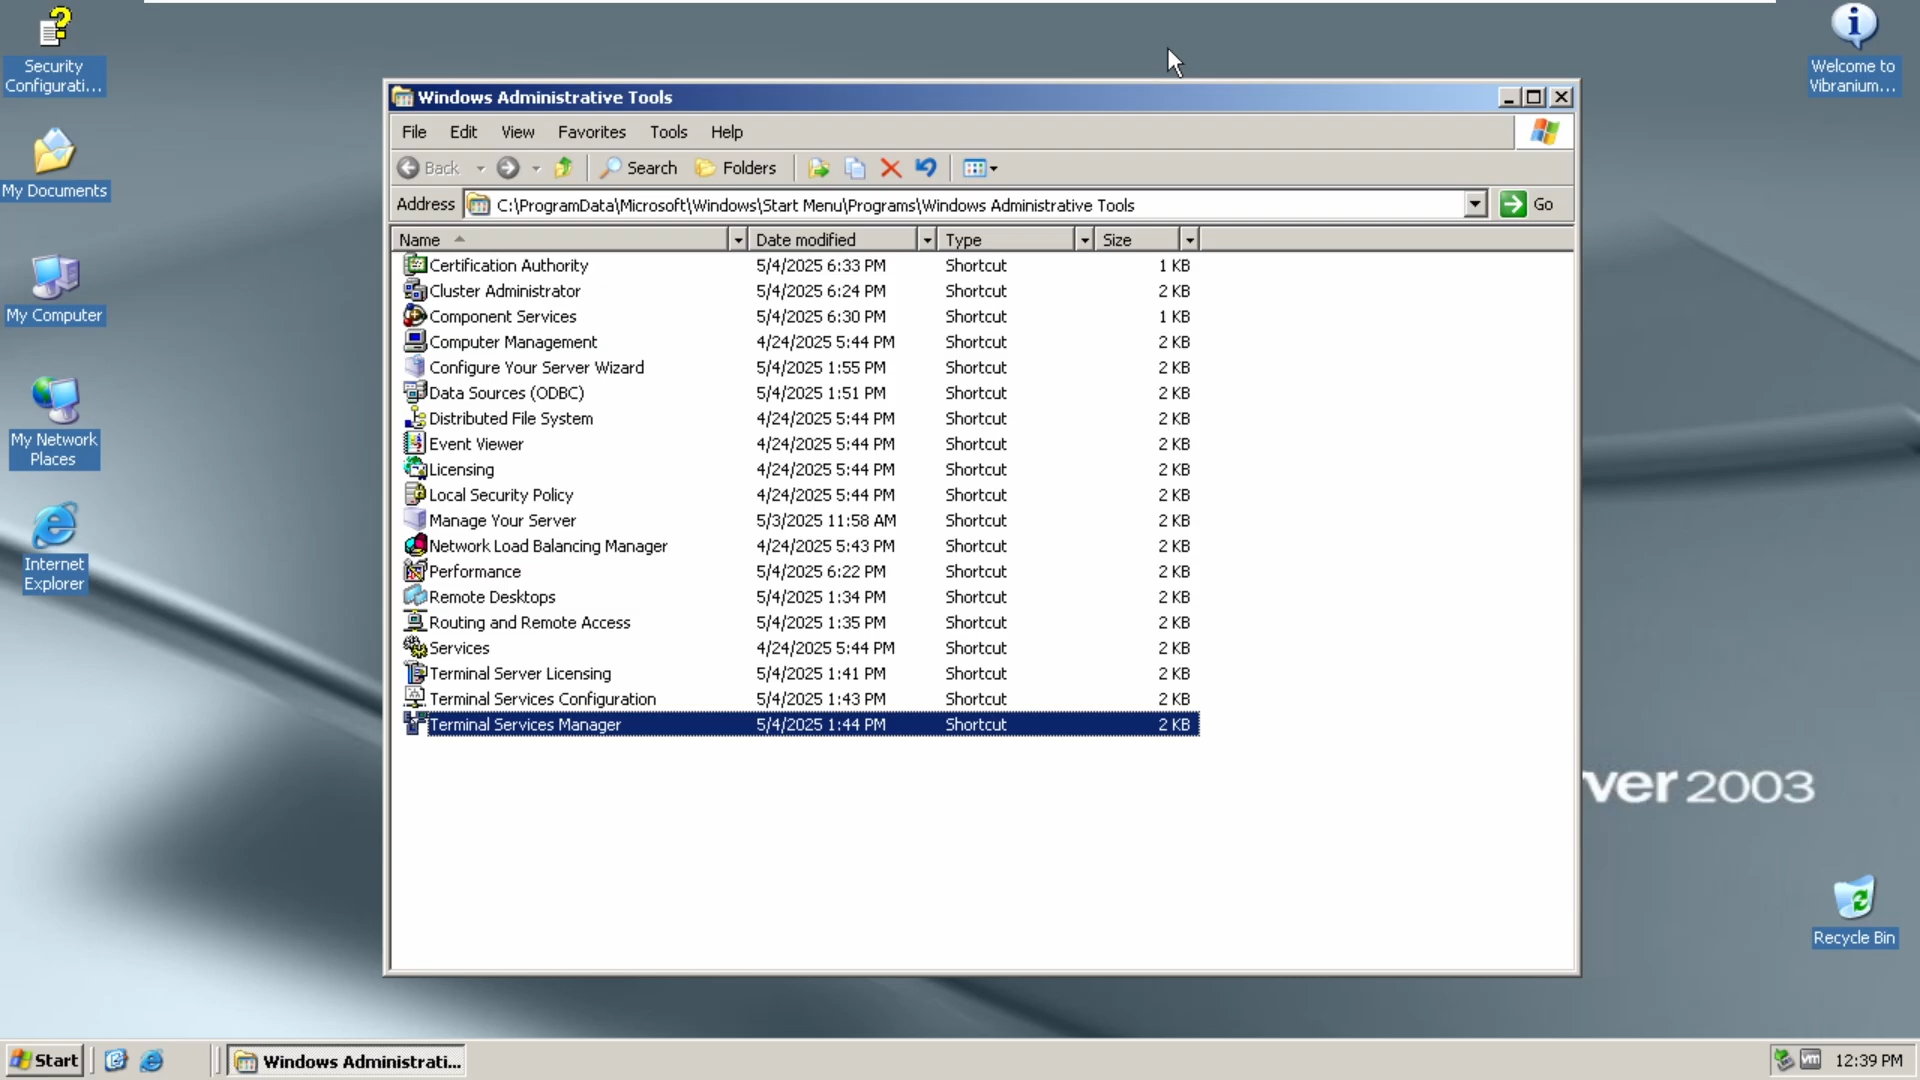 Security
Configurati...
My Documents
My Computer
My Network
Places
Internet
Explorer
Welcome to
Vibranium...
Windows Administrative Tools
File Edit View Favorites Tools Help
Back Search Folders
Address C:\ProgramData\Microsoft\Windows\Start Menu\Programs\Windows Administrative Tools Go
Name Date modified Type Size
Certification Authority 5/4/2025 6:33 PM Shortcut 1 KB
Cluster Administrator 5/4/2025 6:24 PM Shortcut 2 KB
Component Services 5/4/2025 6:30 PM Shortcut 1 KB
Computer Management 4/24/2025 5:44 PM Shortcut 2 KB
Configure Your Server Wizard 5/4/2025 1:55 PM Shortcut 2 KB
Data Sources (ODBC) 5/4/2025 1:51 PM Shortcut 2 KB
Distributed File System 4/24/2025 5:44 PM Shortcut 2 KB
Event Viewer 4/24/2025 5:44 PM Shortcut 2 KB
Licensing 4/24/2025 5:44 PM Shortcut 2 KB
Local Security Policy 4/24/2025 5:44 PM Shortcut 2 KB
Manage Your Server 5/3/2025 11:58 AM Shortcut 2 KB
Network Load Balancing Manager 4/24/2025 5:43 PM Shortcut 2 KB
Performance 5/4/2025 6:22 PM Shortcut 2 KB
Remote Desktops 5/4/2025 1:34 PM Shortcut 2 KB
Routing and Remote Access 5/4/2025 1:35 PM Shortcut 2 KB
Services 4/24/2025 5:44 PM Shortcut 2 KB
Terminal Server Licensing 5/4/2025 1:41 PM Shortcut 2 KB
Terminal Services Configuration 5/4/2025 1:43 PM Shortcut 2 KB
Terminal Services Manager 5/4/2025 1:44 PM Shortcut 2 KB
ver 2003
Recycle Bin
Start Windows Administrati... vm 12:39 PM